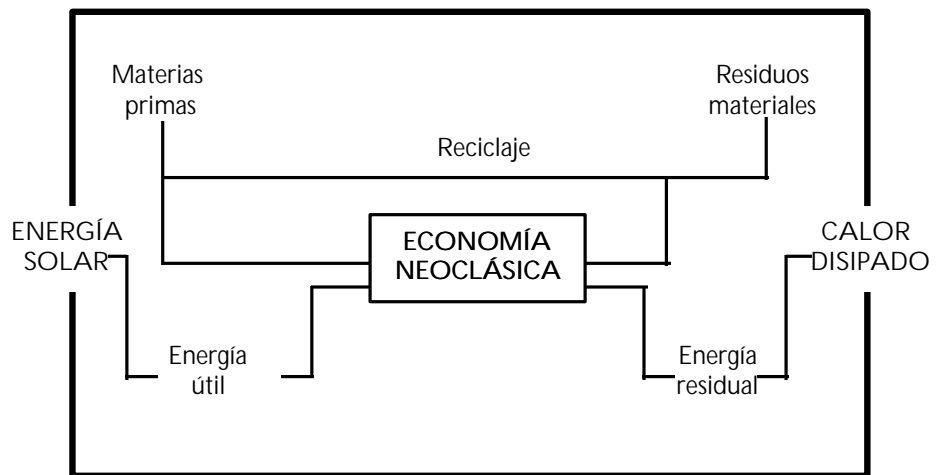 Materias
primas
Residuos
materiales
Reciclaje
ENERGÍA
SOLAR
ECONOMÍA
NEOCLÁSICA
CALOR
DISIPADO
Energía
útil
Energía
residual